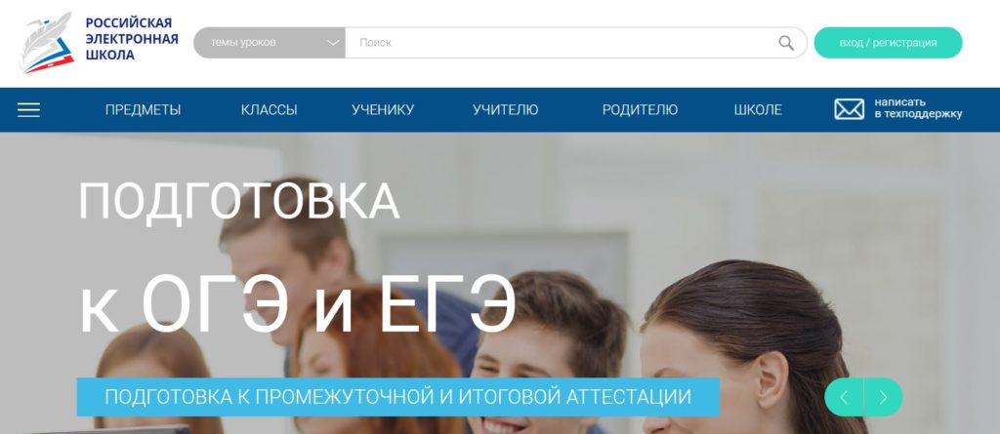 РОССИЙСКАЯ
ЭЛЕКТРОННАЯ
ШКОЛА
темы уроков
Поиск
вход / регистрация
ПРЕДМЕТЫ
КЛАССЫ
УЧЕНИКУ
УЧИТЕЛЮ
РОДИТЕЛЮ
ШКОЛЕ
написать
в техподдержку
ПОДГОТОВКА
к ОГЭ и ЕГЭ
ПОДГОТОВКА К ПРОМЕЖУТОЧНОЙ И ИТОГОВОЙ АТТЕСТАЦИИ